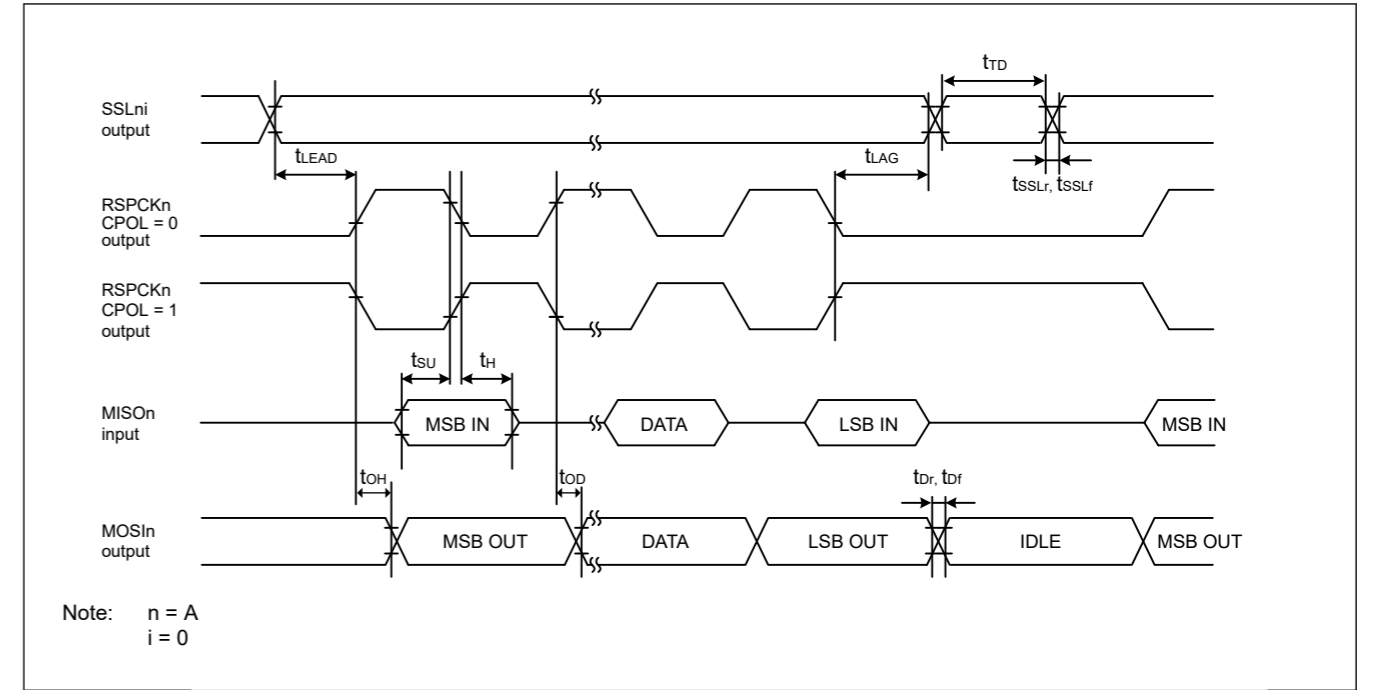 tTD
SSLni
output
tLEAD
tLAG
tSSLr, tSSLf
RSPCKn
CPOL = 0
output
RSPCKn
CPOL = 1
output
tSU
tH
MISOn
input
MSB IN
DATA
LSB IN
MSB IN
tOH
tOD
tDr, tDf
MOSIn
output
MSB OUT
DATA
LSB OUT
IDLE
MSB OUT
Note: n = A
i = 0